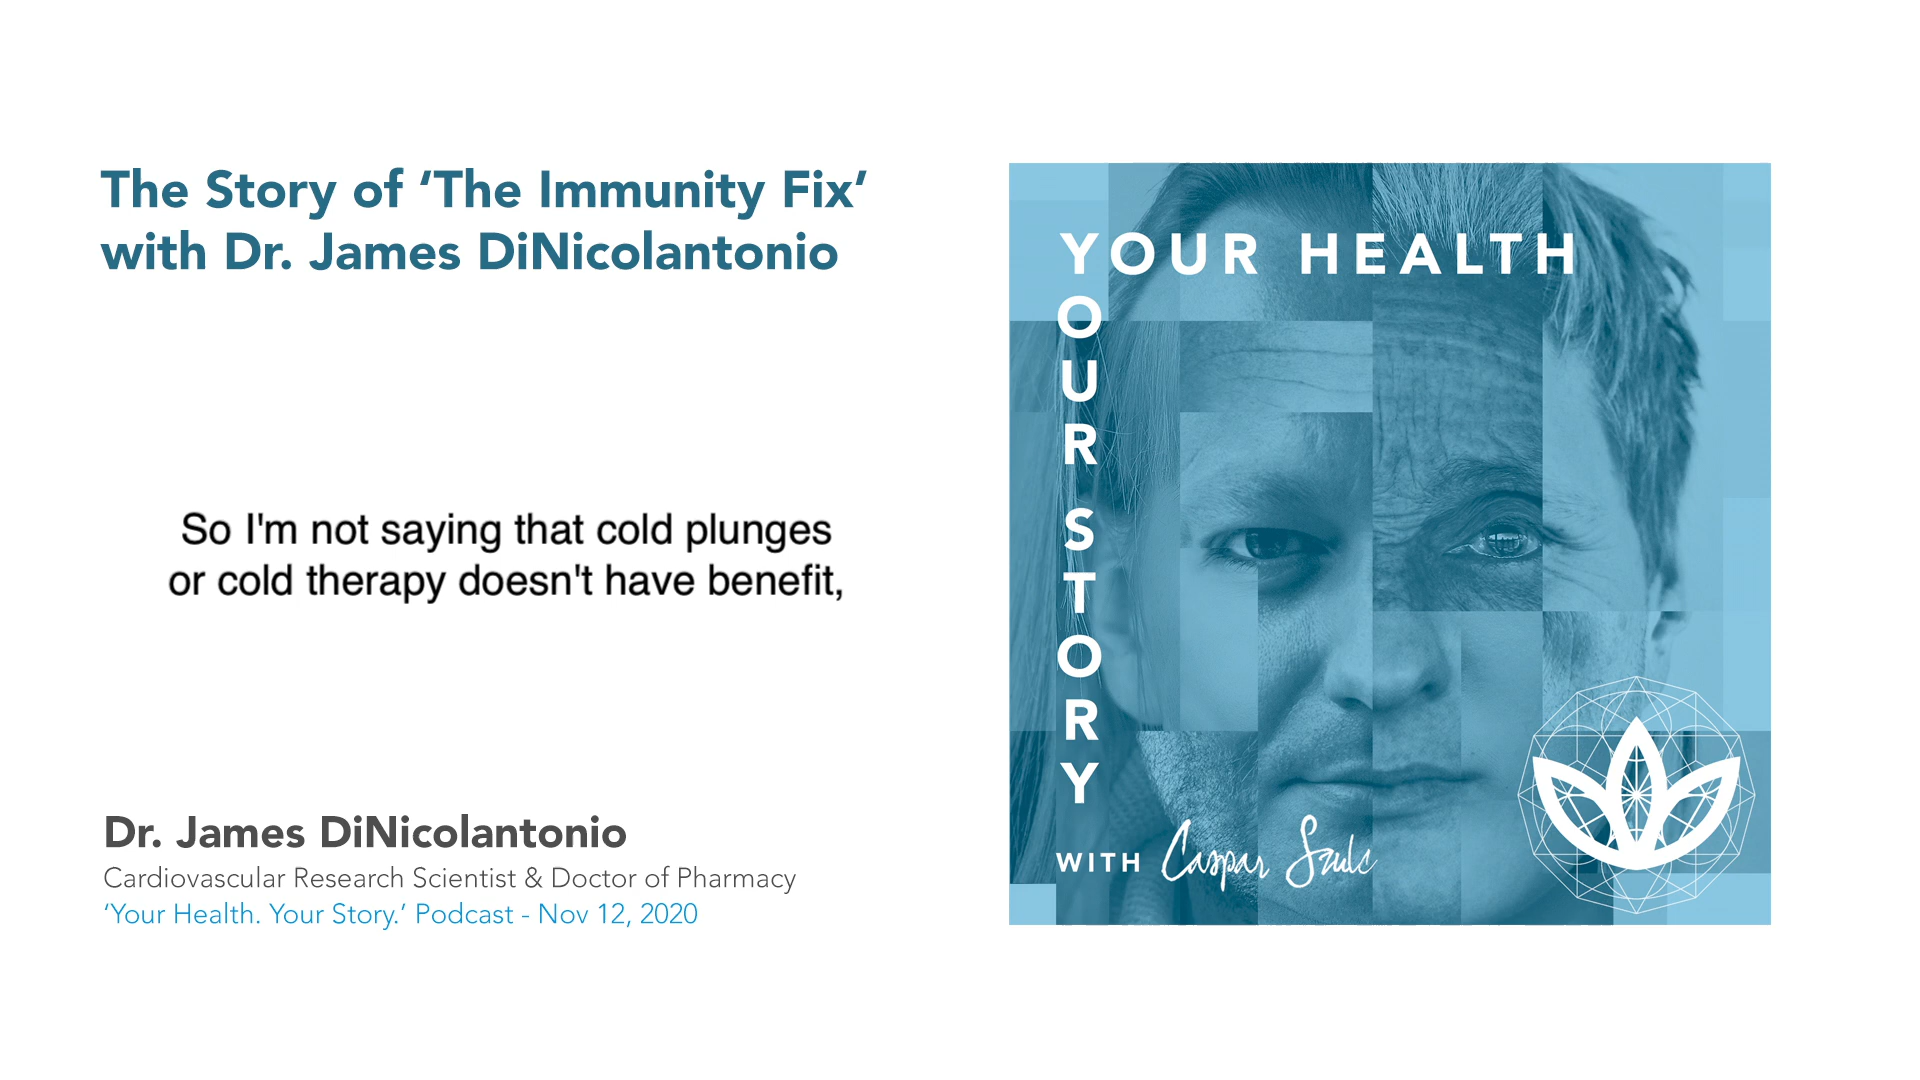 The Story of ‘The Immunity Fix’
with Dr. James DiNicolantonio
So I'm not saying that cold plunges
or cold therapy doesn't have benefit,
Dr. James DiNicolantonio
Cardiovascular Research Scientist & Doctor of Pharmacy
‘Your Health. Your Story.’ Podcast - Nov 12, 2020
YOUR HEALTH
YOUR STORY
WITH Caspar Szulc